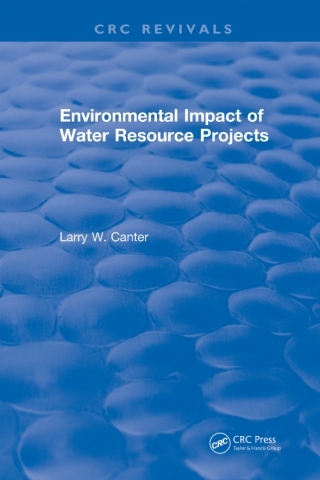 CRC REVIVALS
Environmental Impact of
Water Resource Projects
Larry W. Canter
CRC
CRC Press
Taylor & Francis Group